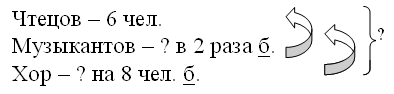 Чтецов – 6 чел.
Музыкантов – ? в 2 раза б.
Хор – ? на 8 чел. б.
?